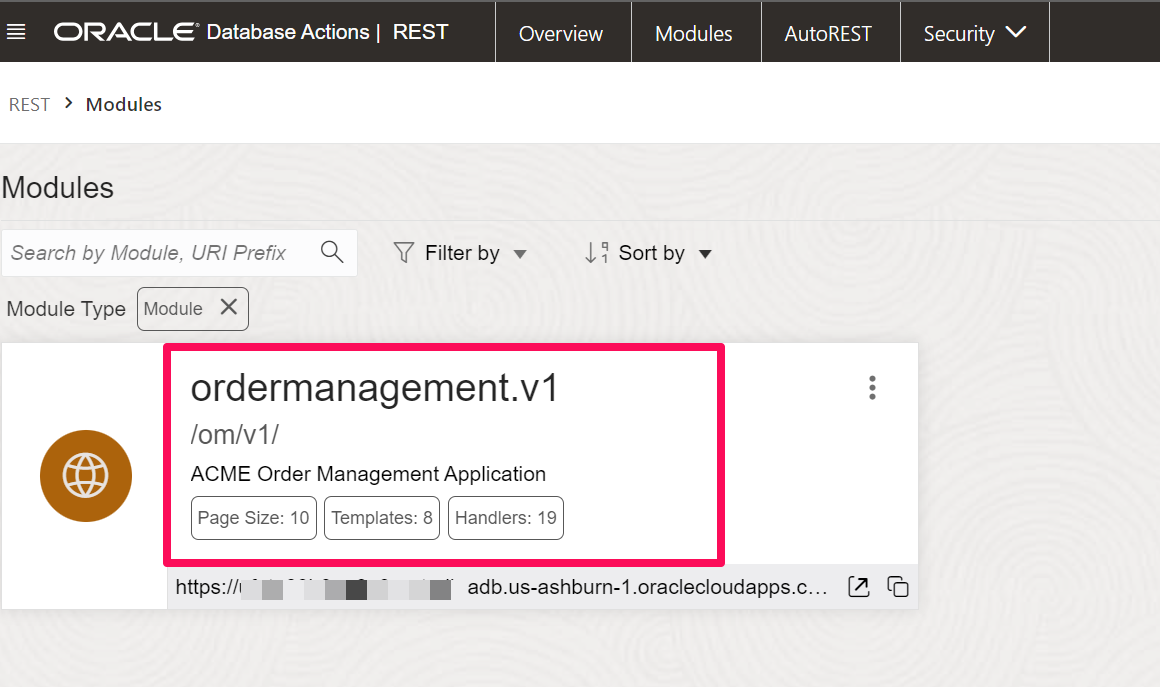 ORACLE® Database Actions | REST Overview Modules AutoREST Security
REST > Modules
Modules
Search by Module, URI Prefix Filter by Sort by
Module Type Module
ordermanagement.v1
/om/v1/
ACME Order Management Application
Page Size: 10 Templates: 8 Handlers: 19
https:// adb.us-ashburn-1.oraclecloudapps.c...